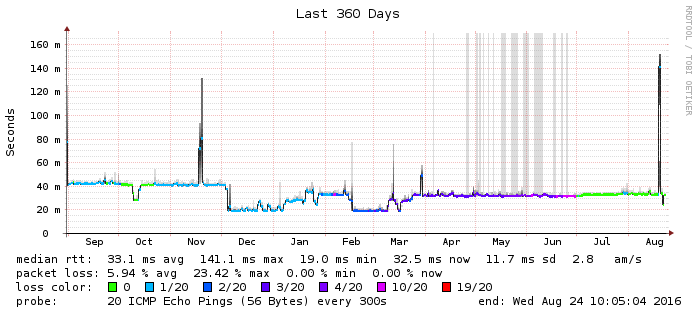 Last 360 Days
RRDTOOL / TOBI OETIKER
Seconds
160 m
140 m
120 m
100 m
80 m
60 m
40 m
20 m
0
Sep Oct Nov Dec Jan Feb Mar Apr May Jun Jul Aug
median rtt: 33.1 ms avg 141.1 ms max 19.0 ms min 32.5 ms now 11.7 ms sd 2.8 am/s
packet loss: 5.94 % avg 23.42 % max 0.00 % min 0.00 % now
loss color: 0 1/20 2/20 3/20 4/20 10/20 19/20
probe: 20 ICMP Echo Pings (56 Bytes) every 300s end: Wed Aug 24 10:05:04 2016